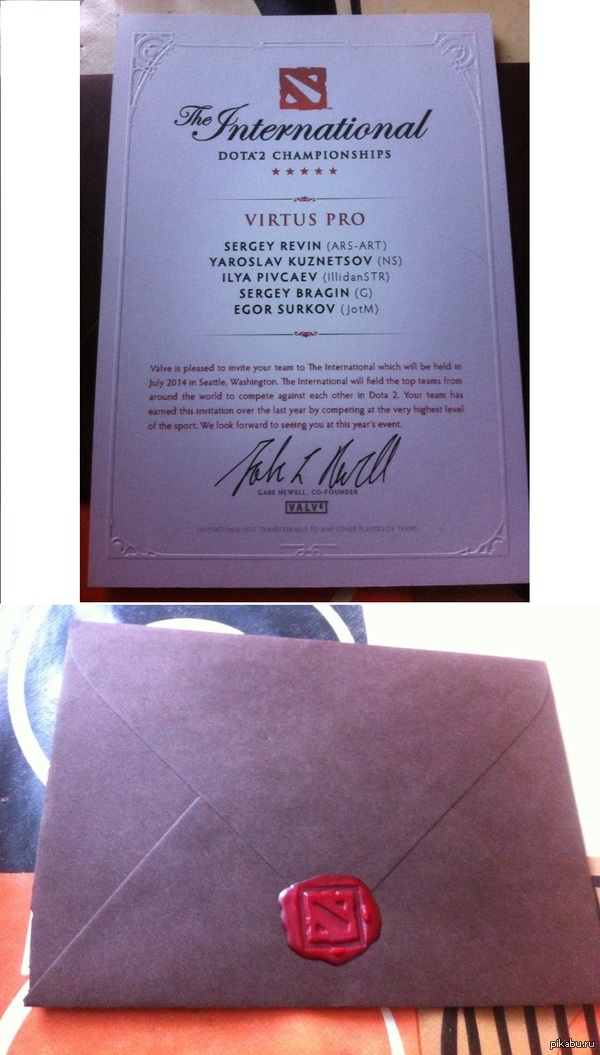 The International
DOTA 2 CHAMPIONSHIPS
VIRTUS PRO
SERGEY REVIN (ARS-ART)
YAROSLAV KUZNETSOV (NS)
ILYA PIVCAEV (IllidanSTR)
SERGEY BRAGIN (G)
EGOR SURKOV (JotM)
Valve is pleased to invite your team to The International which will be held in
July 2014 in Seattle, Washington. The International will field the top teams from
around the world to compete against each other in Dota 2. Your team has
earned this invitation over the last year by competing at the very highest level
of the sport. We look forward to seeing you at this year's event.
GABE NEWELL, CO-FOUNDER
VALVE
INVITATION IS NOT TRANSFERRABLE TO ANY OTHER PLAYERS OR TEAMS.
pikabu.ru